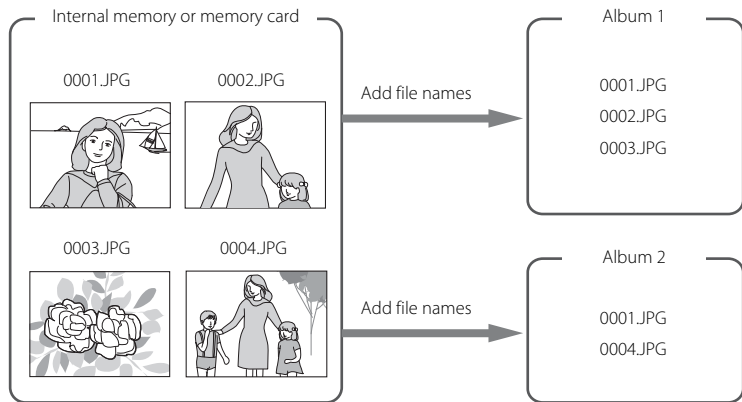 Internal memory or memory card
0001.JPG
0002.JPG
0003.JPG
0004.JPG
Add file names
Album 1
0001.JPG
0002.JPG
0003.JPG
Add file names
Album 2
0001.JPG
0004.JPG